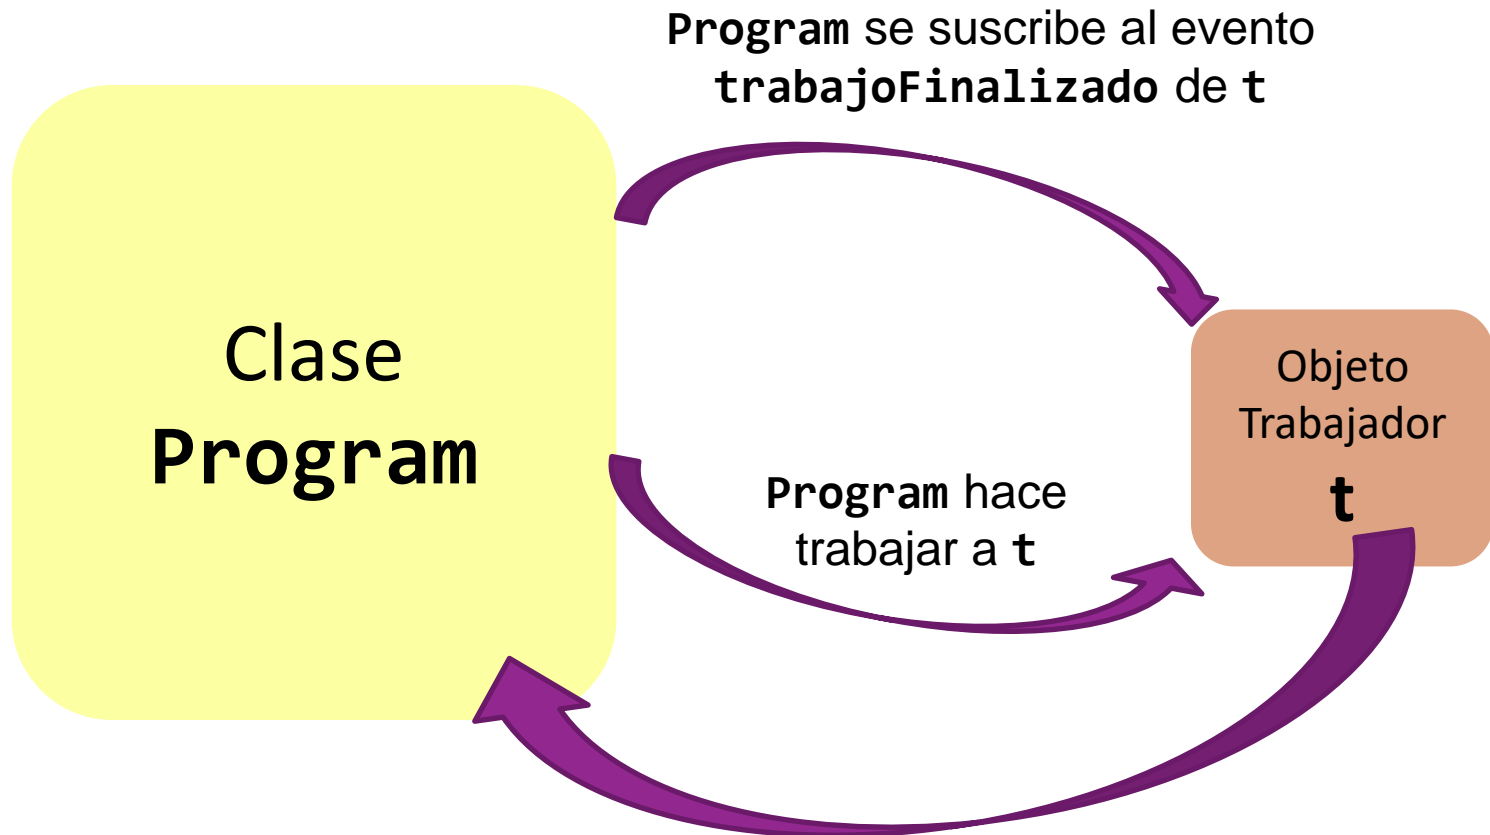 Program se suscribe al evento
trabajoFinalizado de t
Clase
Program
Objeto
Trabajador
t
Program hace
trabajar a t